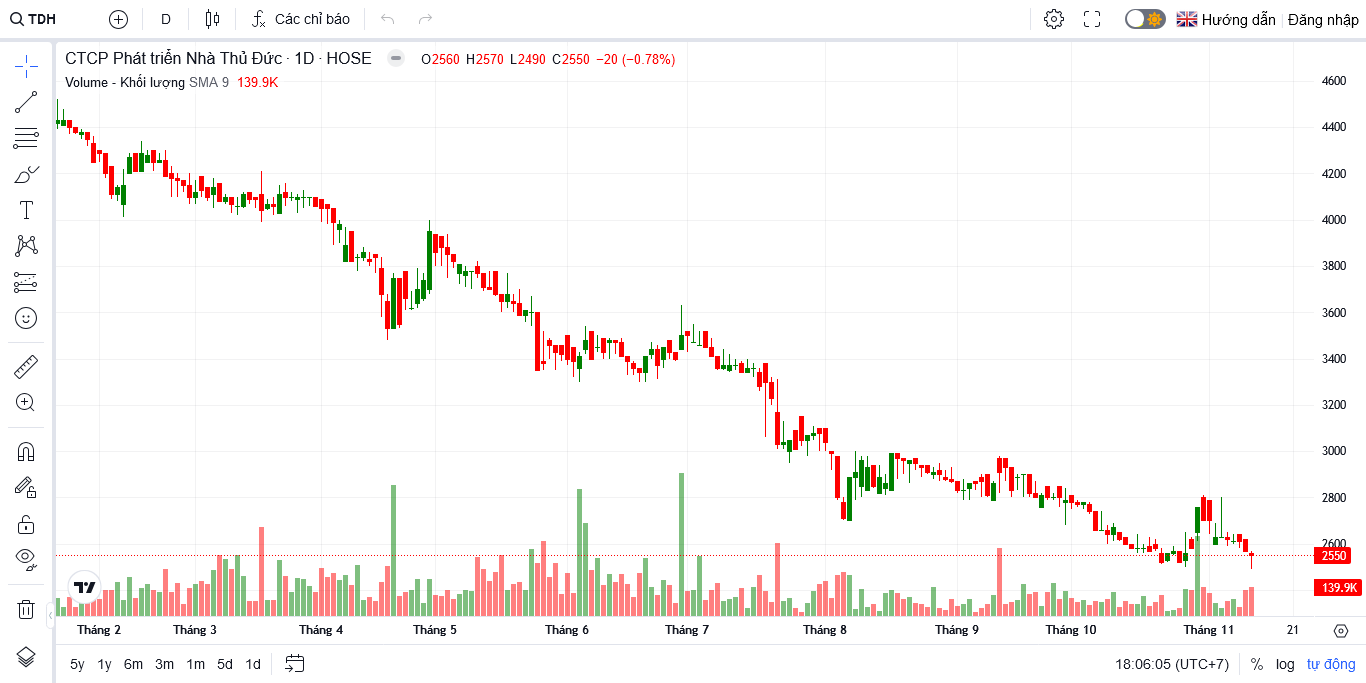 TDH D Các chỉ báo Hướng dẫn Đăng nhập
CTCP Phát triển Nhà Thủ Đức · 1D · HOSE O2560 H2570 L2490 C2550 −20 (−0.78%)
Volume - Khối lượng SMA 9 139.9K
4600
4400
4200
4000
3800
3600
3400
3200
3000
2800
2600
2550
139.9K
Tháng 2 Tháng 3 Tháng 4 Tháng 5 Tháng 6 Tháng 7 Tháng 8 Tháng 9 Tháng 10 Tháng 11 21
5y 1y 6m 3m 1m 5d 1d 18:06:05 (UTC+7) % log tự động